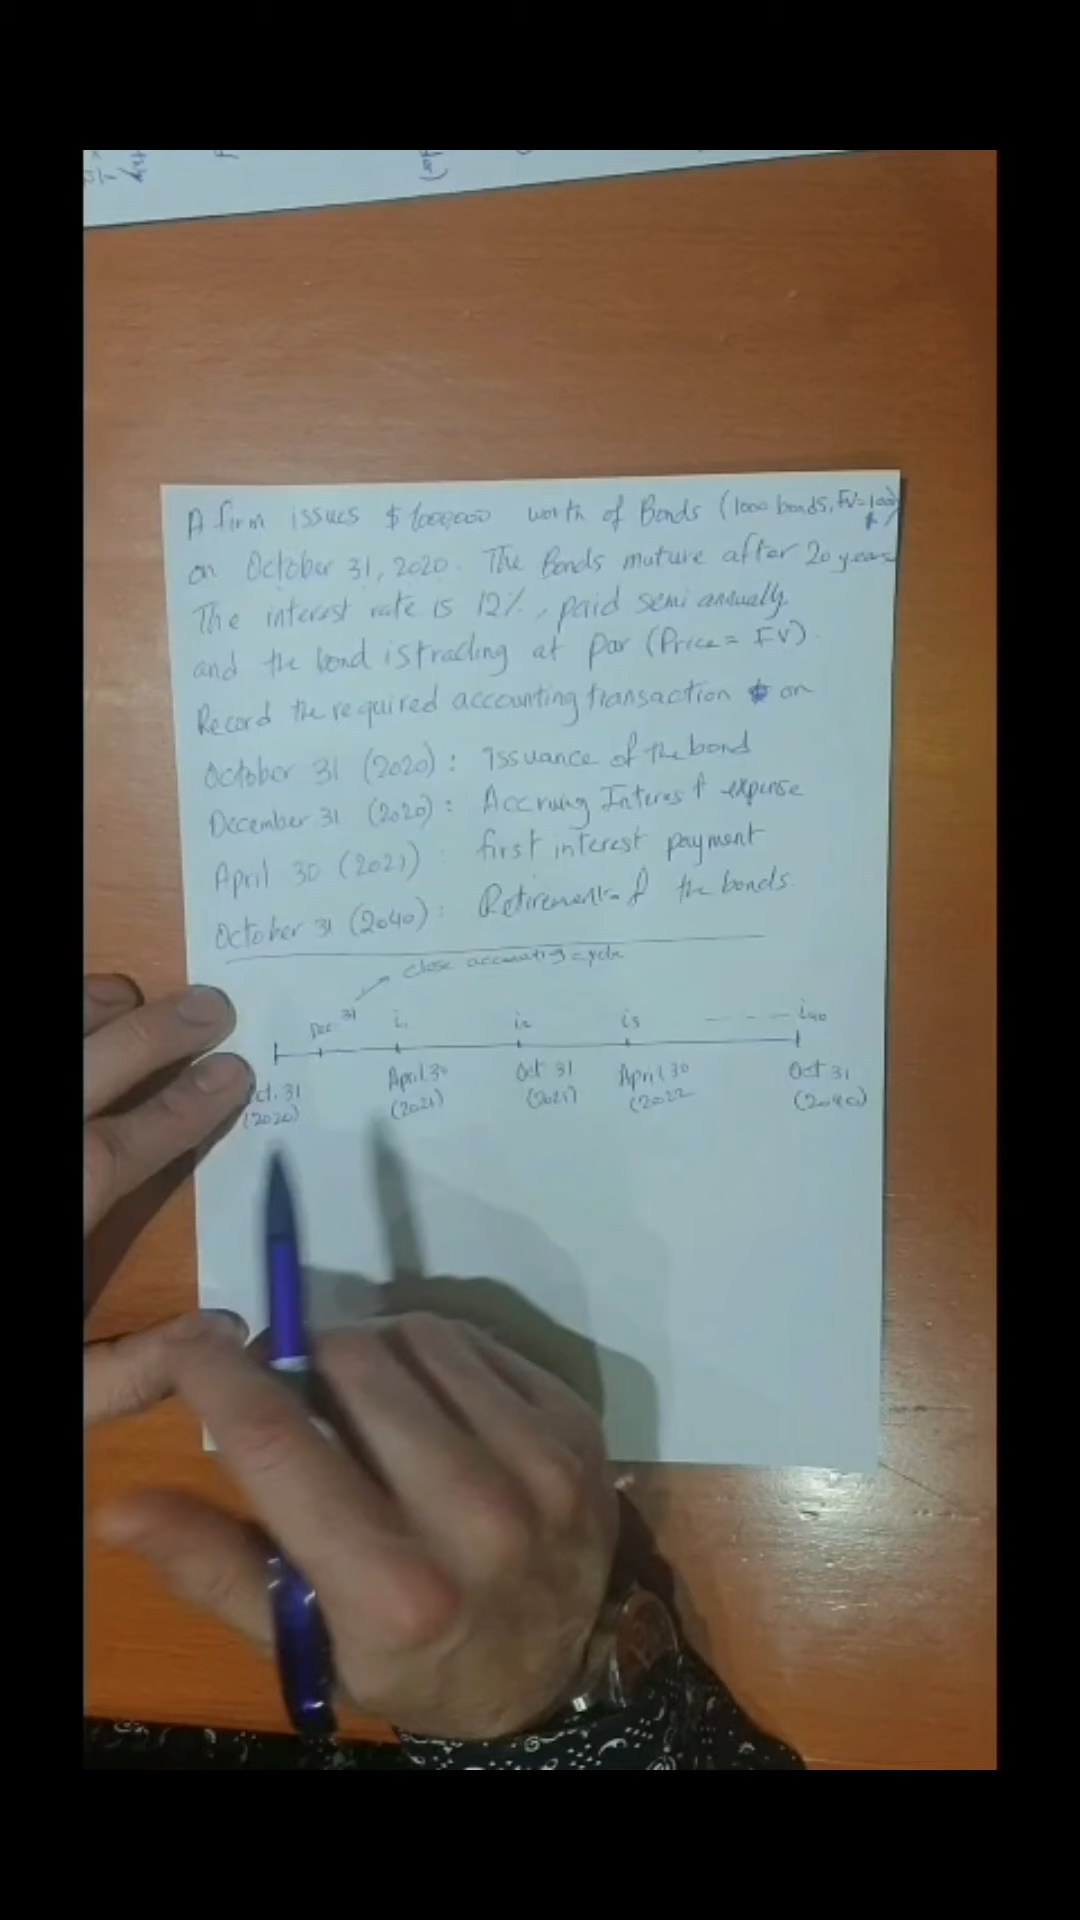 A firm issues $ 1000,000 worth of Bonds (1000 bonds, FV=1000
on October 31, 2020. The Bonds mature after 20 years
The interest rate is 12%, paid semi annually.
and the bond is trading at par (Price = FV).
Record the required accounting transaction on
October 31 (2020): Issuance of the bond
December 31 (2020): Accruing Interest expense
April 30 (2021): first interest payment
October 31 (2040): Retirement of the bonds.
close accounting cycle
Dec 31 i1 i2 i3 ---- i40
Oct. 31 April 30 Oct 31 April 30 Oct 31
(2020) (2021) (2021) (2022 (2040)